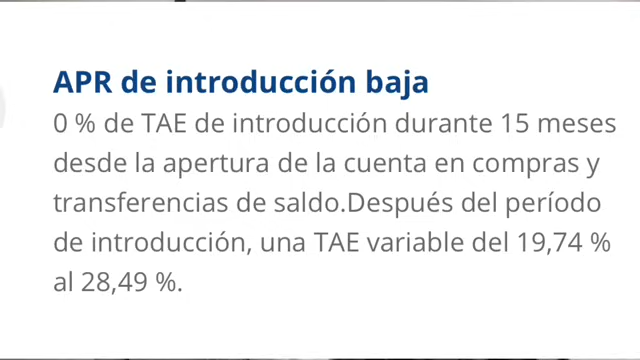 APR de introducción baja
0 % de TAE de introducción durante 15 meses
desde la apertura de la cuenta en compras y
transferencias de saldo.Después del período
de introducción, una TAE variable del 19,74 %
al 28,49 %.